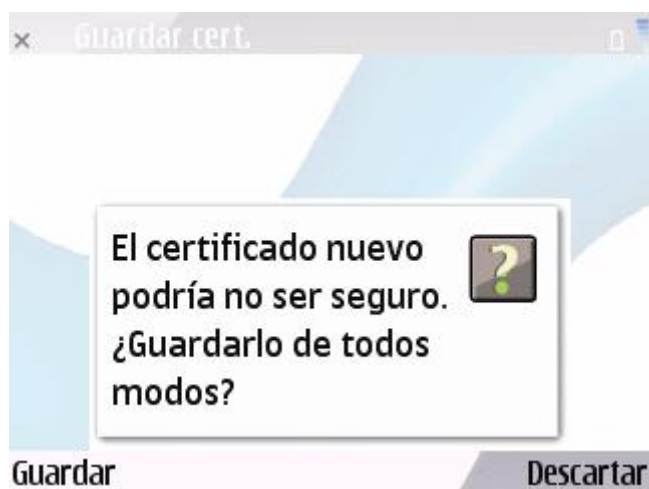 Guardar cert.
El certificado nuevo
podría no ser seguro.
¿Guardarlo de todos
modos?
Guardar
Descartar